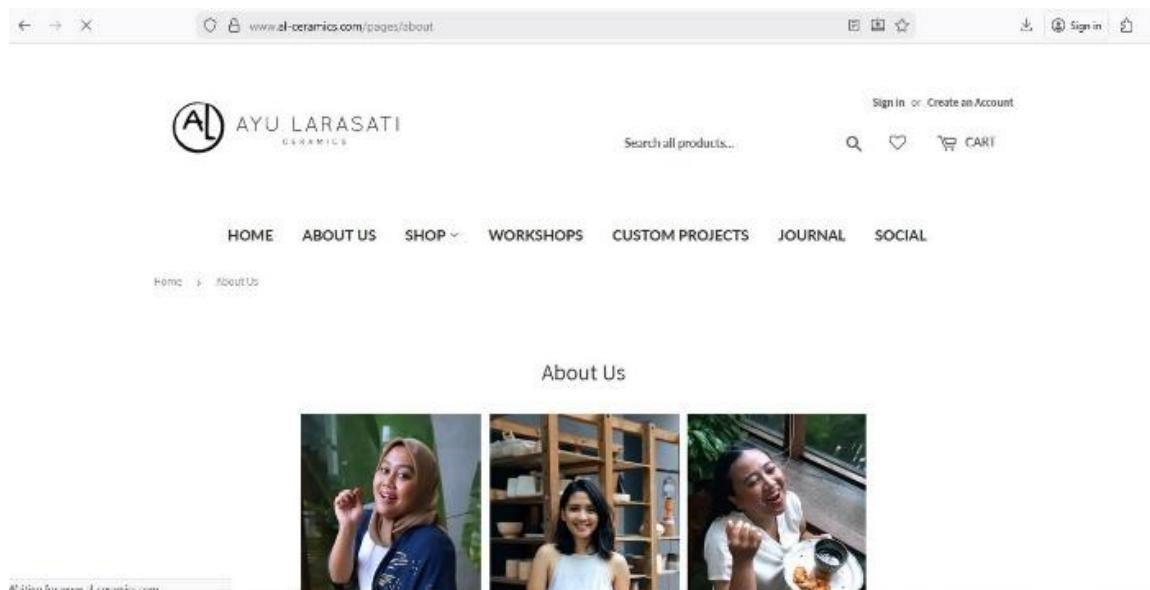 www.al-ceramics.com/pages/about
Sign in
Sign in or Create an Account
AL AYU LARASATI
CERAMICS
Search all products...
CART
HOME ABOUT US SHOP WORKSHOPS CUSTOM PROJECTS JOURNAL SOCIAL
Home > About Us
About Us